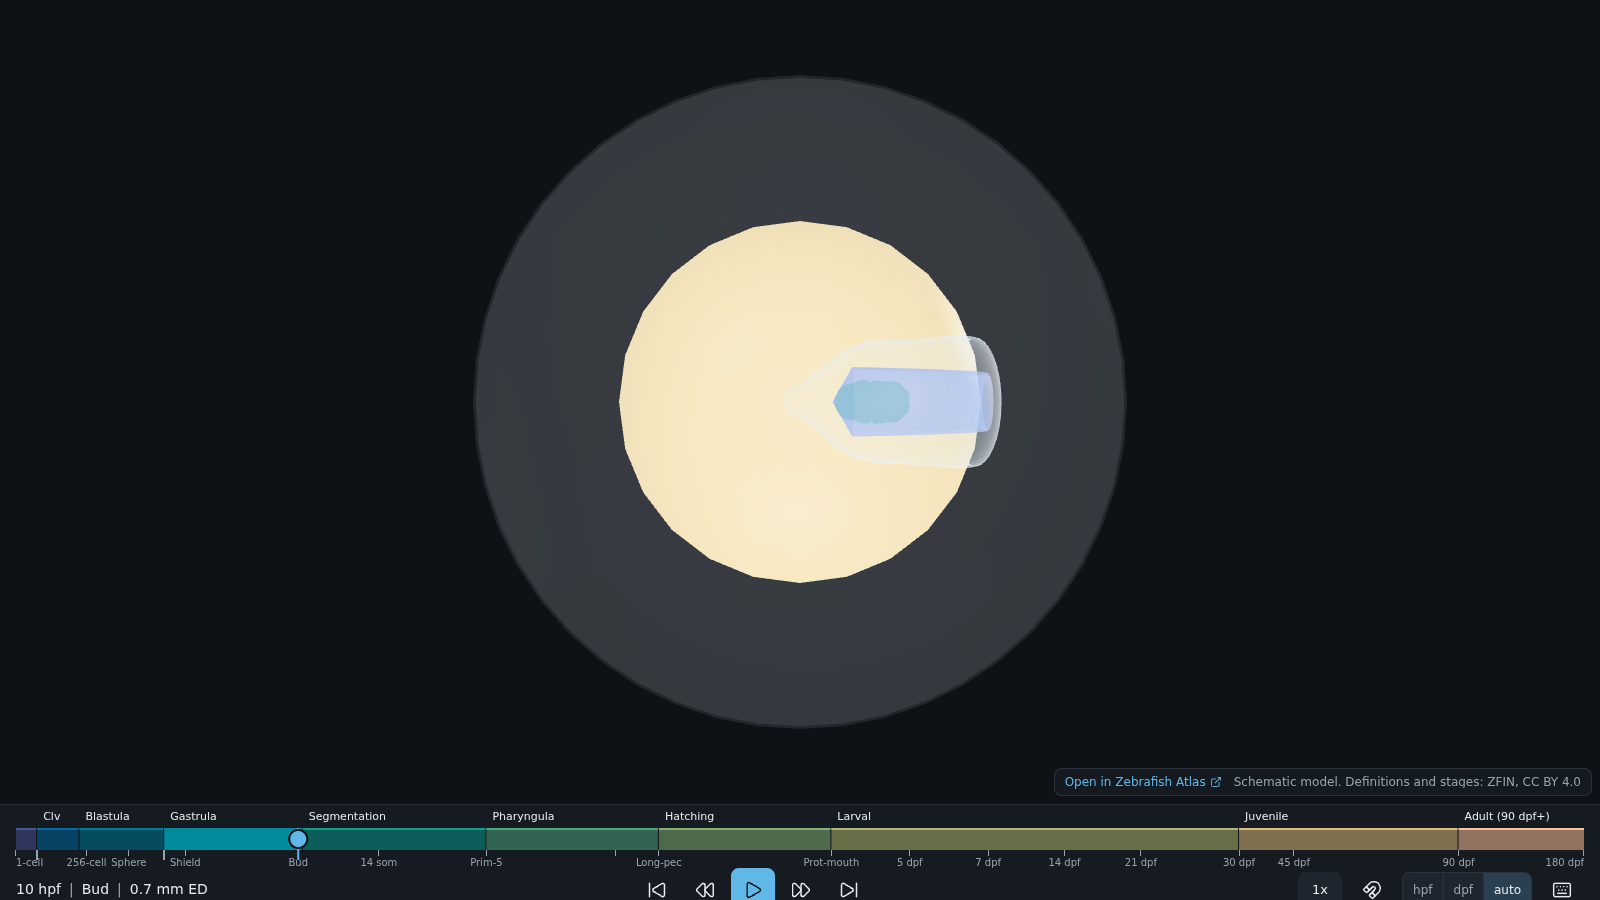 Open in Zebrafish Atlas Schematic model. Definitions and stages: ZFIN, CC BY 4.0
Clv Blastula Gastrula Segmentation Pharyngula Hatching Larval Juvenile Adult (90 dpf+)
1-cell 256-cell Sphere Shield Bud 14 som Prim-5 Long-pec Prot-mouth 5 dpf 7 dpf 14 dpf 21 dpf 30 dpf 45 dpf 90 dpf 180 dpf
10 hpf | Bud | 0.7 mm ED 1x hpf dpf auto